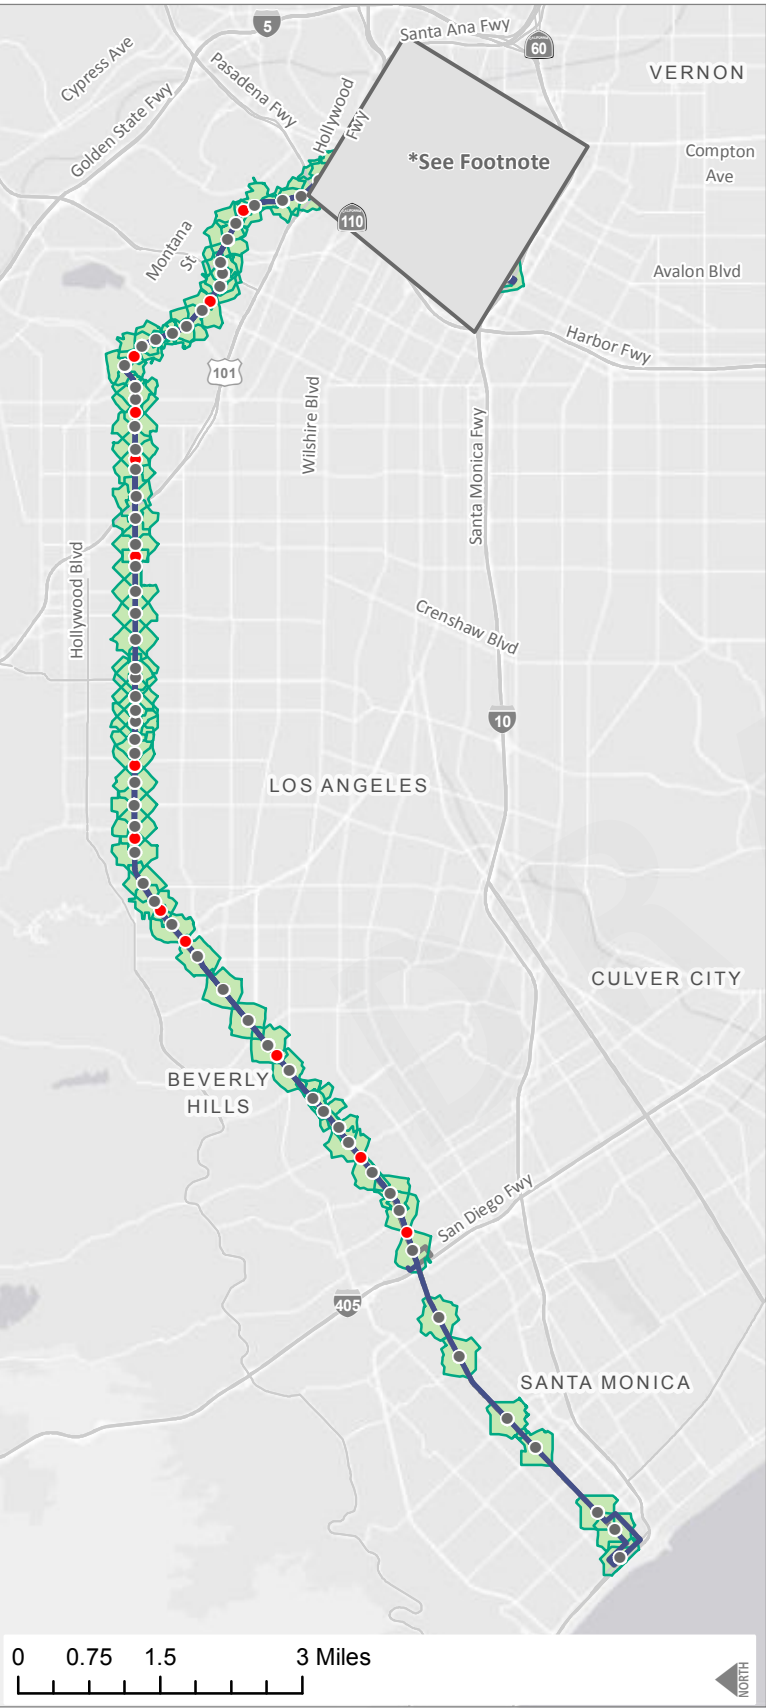 5
Santa Ana Fwy
60
VERNON
Cypress Ave
Pasadena Fwy
Golden State Fwy
Hollywood
Fwy
*See Footnote
Compton
Ave
110
Montana
St
Avalon Blvd
Harbor Fwy
101
Wilshire Blvd
Santa Monica Fwy
Hollywood Blvd
Crenshaw Blvd
10
LOS ANGELES
CULVER CITY
BEVERLY
HILLS
San Diego Fwy
405
SANTA MONICA
0 0.75 1.5 3 Miles
NORTH